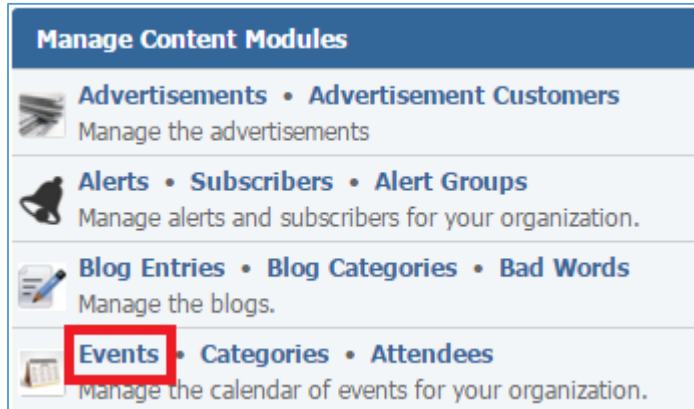 Manage Content Modules
Advertisements • Advertisement Customers
Manage the advertisements
Alerts • Subscribers • Alert Groups
Manage alerts and subscribers for your organization.
Blog Entries • Blog Categories • Bad Words
Manage the blogs.
Events • Categories • Attendees
Manage the calendar of events for your organization.